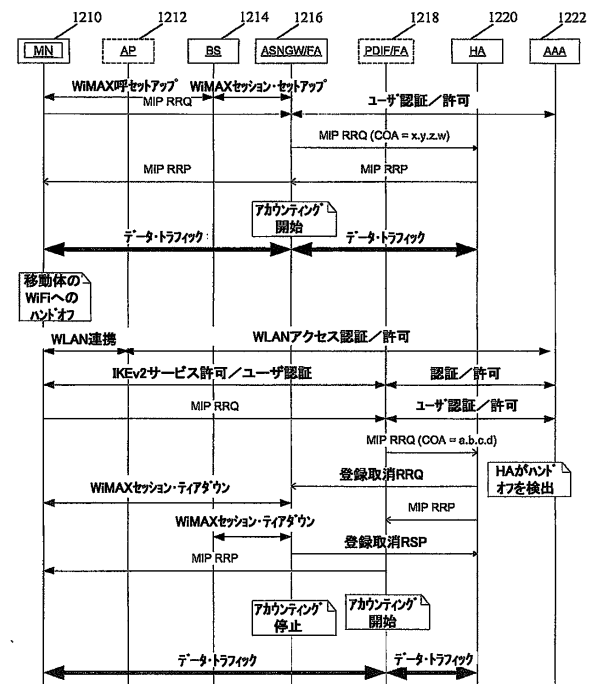 1210 1212 1214 1216 1218 1220 1222
MN AP BS ASNGW/FA PDIF/FA HA AAA
WiMAX呼セットアップ WiMAXセッション・セットアップ
MIP RRQ ユーザ認証/許可
MIP RRQ (COA = x.y.z.w)
MIP RRP MIP RRP
アカウンティング
開始
データ・トラフィック データ・トラフィック
移動体の
WiFiへの
ハンドオフ
WLAN連携 WLANアクセス認証/許可
IKEv2サービス許可/ユーザ認証 認証/許可
MIP RRQ ユーザ認証/許可
MIP RRQ (COA = a.b.c.d)
登録取消RRQ
HAがハンド
オフを検出
WiMAXセッション・ティアダウン
MIP RRP
WiMAXセッション・ティアダウン
登録取消RSP
MIP RRP
アカウンティング
停止
アカウンティング
開始
データ・トラフィック データ・トラフィック